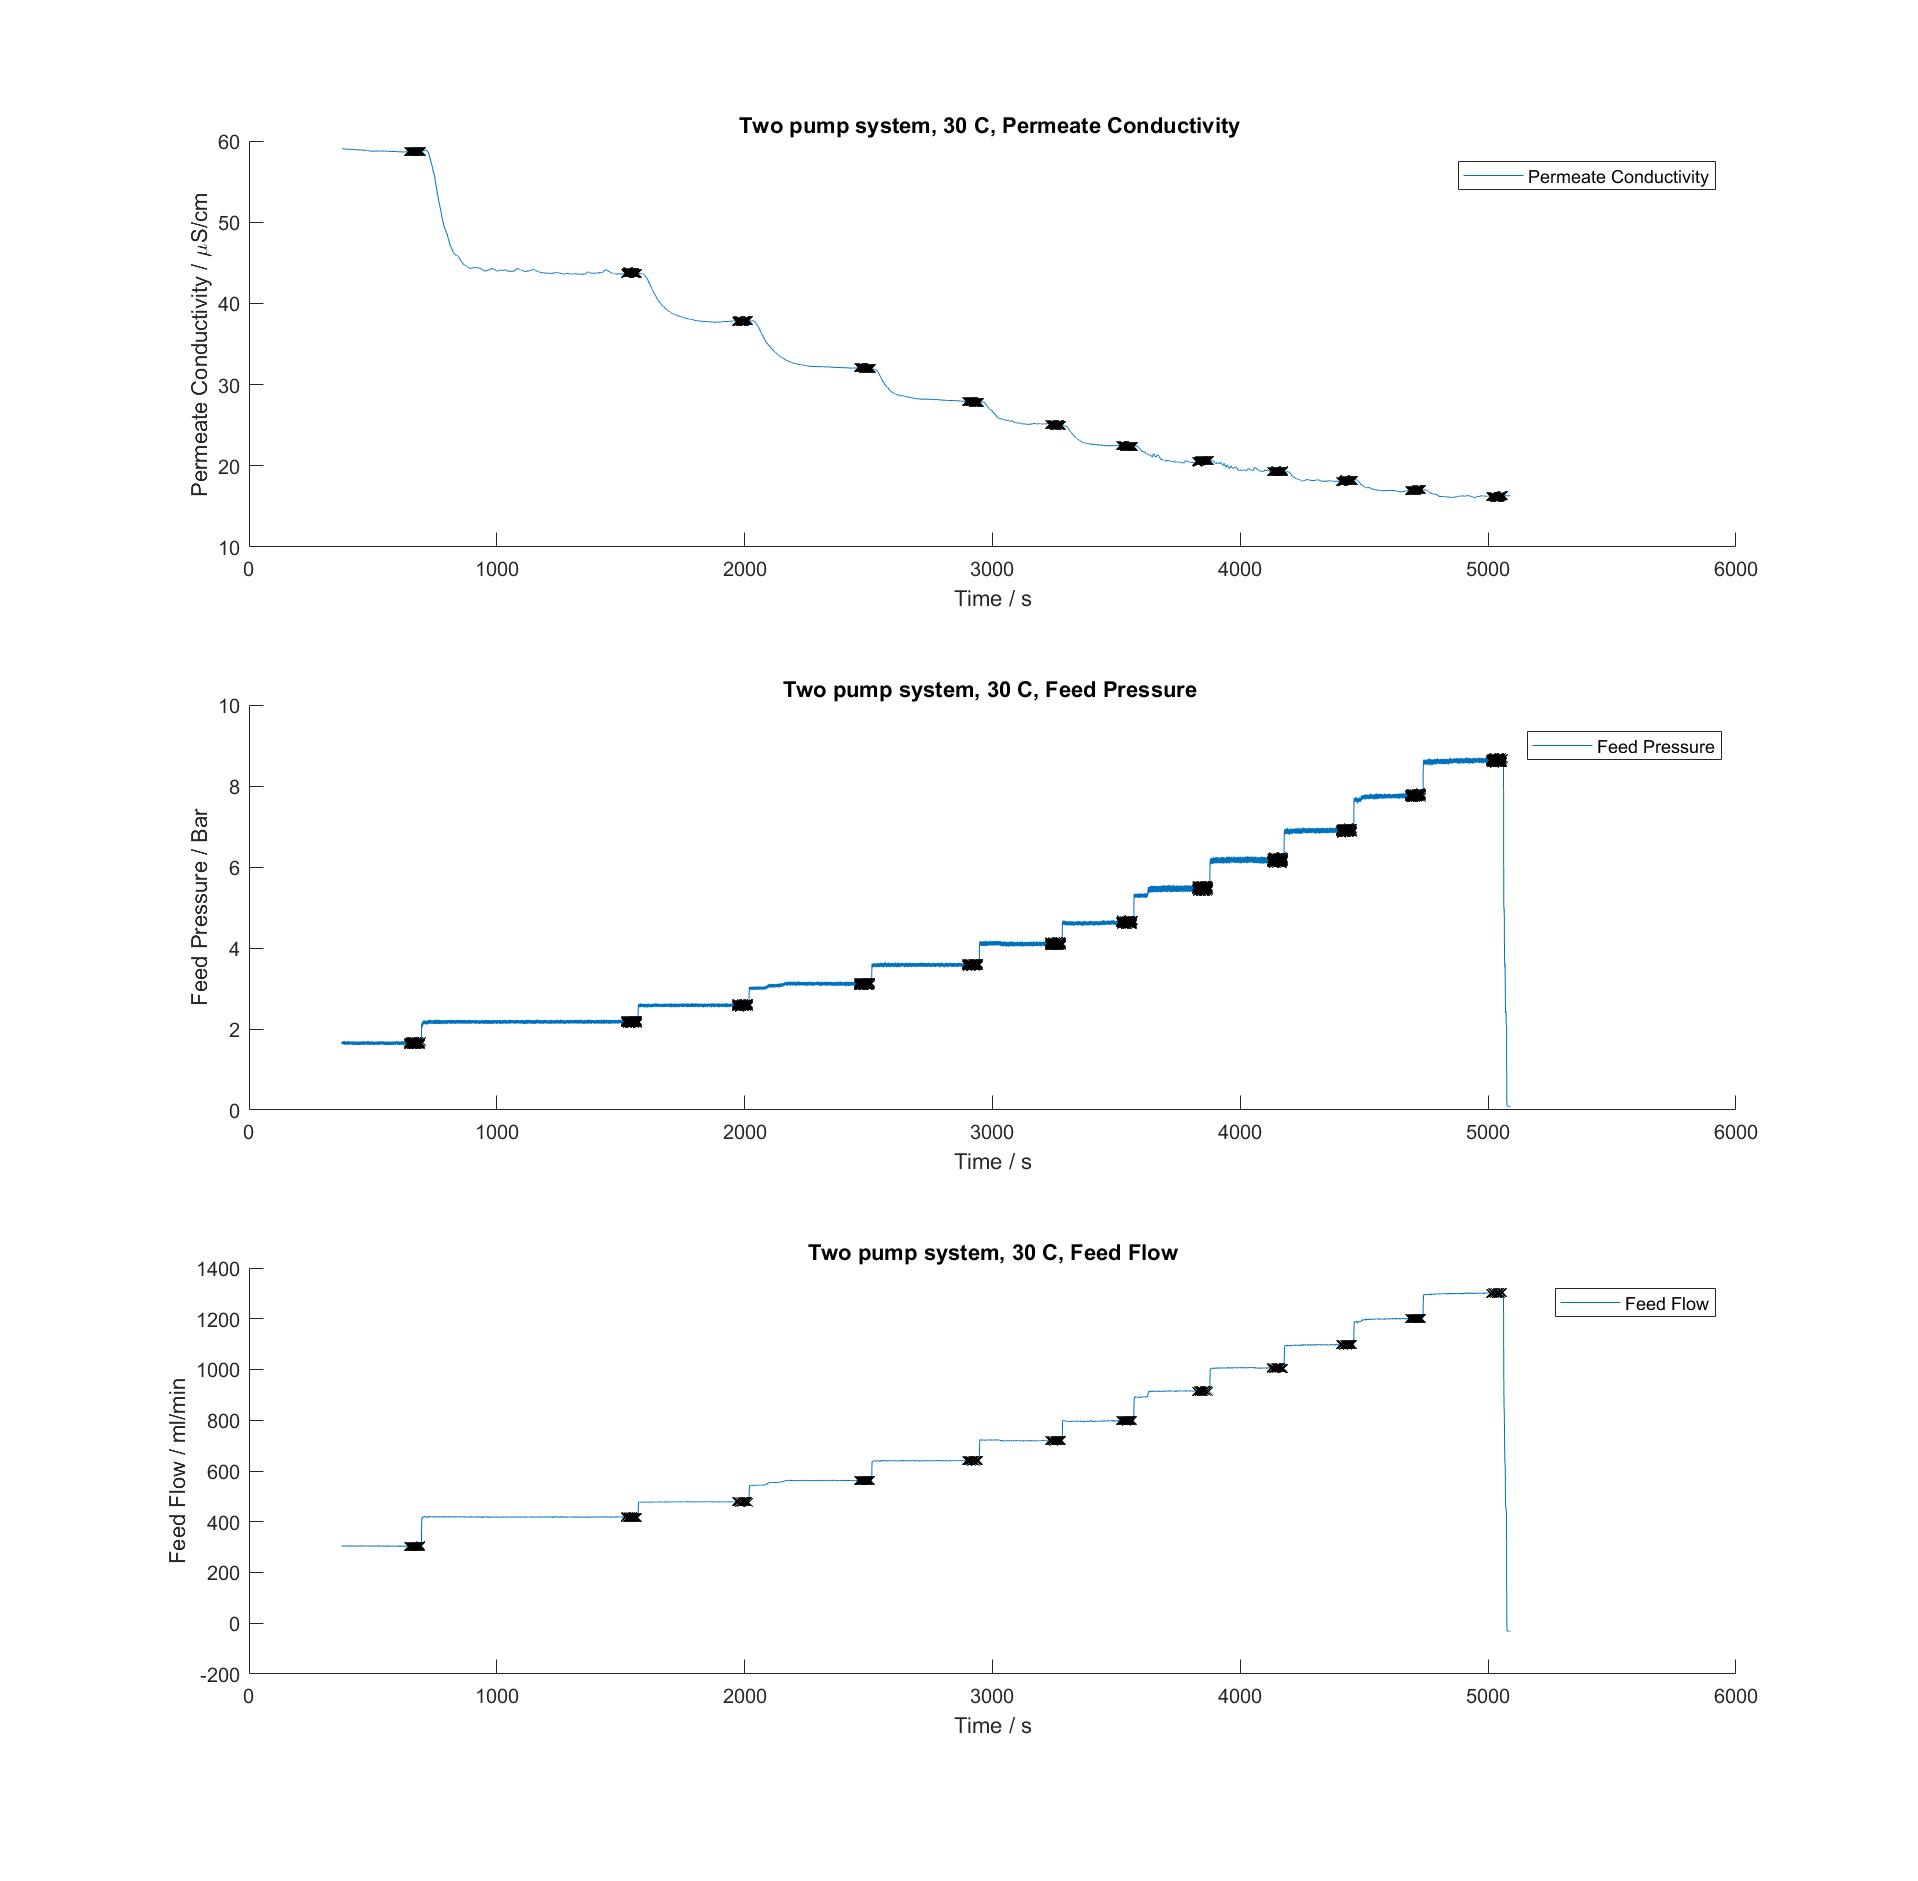 Two pump system, 30 C, Permeate Conductivity
Permeate Conductivity
Permeate Conductivity / μS/cm
60
50
40
30
20
10
0 1000 2000 3000 4000 5000 6000
Time / s
Two pump system, 30 C, Feed Pressure
Feed Pressure
Feed Pressure / Bar
10
8
6
4
2
0
0 1000 2000 3000 4000 5000 6000
Time / s
Two pump system, 30 C, Feed Flow
Feed Flow
Feed Flow / ml/min
1400
1200
1000
800
600
400
200
0
-200
0 1000 2000 3000 4000 5000 6000
Time / s